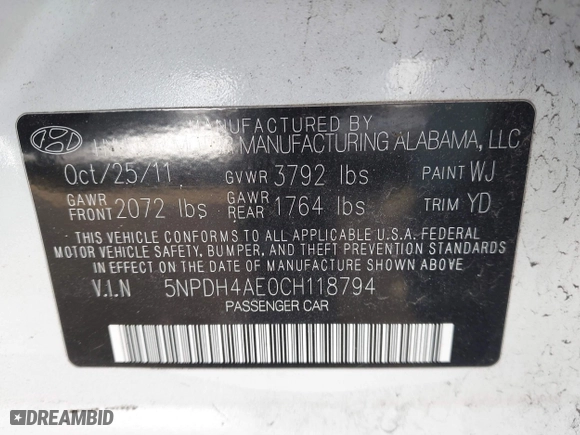 MANUFACTURED BY
MANUFACTURING ALABAMA, LLC
Oct/25/11 GVWR 3792 lbs PAINT WJ
GAWR FRONT 2072 lbs GAWR REAR 1764 lbs TRIM YD
THIS VEHICLE CONFORMS TO ALL APPLICABLE U.S.A. FEDERAL
MOTOR VEHICLE SAFETY, BUMPER, AND THEFT PREVENTION STANDARDS
IN EFFECT ON THE DATE OF MANUFACTURE SHOWN ABOVE.
V.I.N 5NPDH4AE0CH118794
PASSENGER CAR
DREAMBID